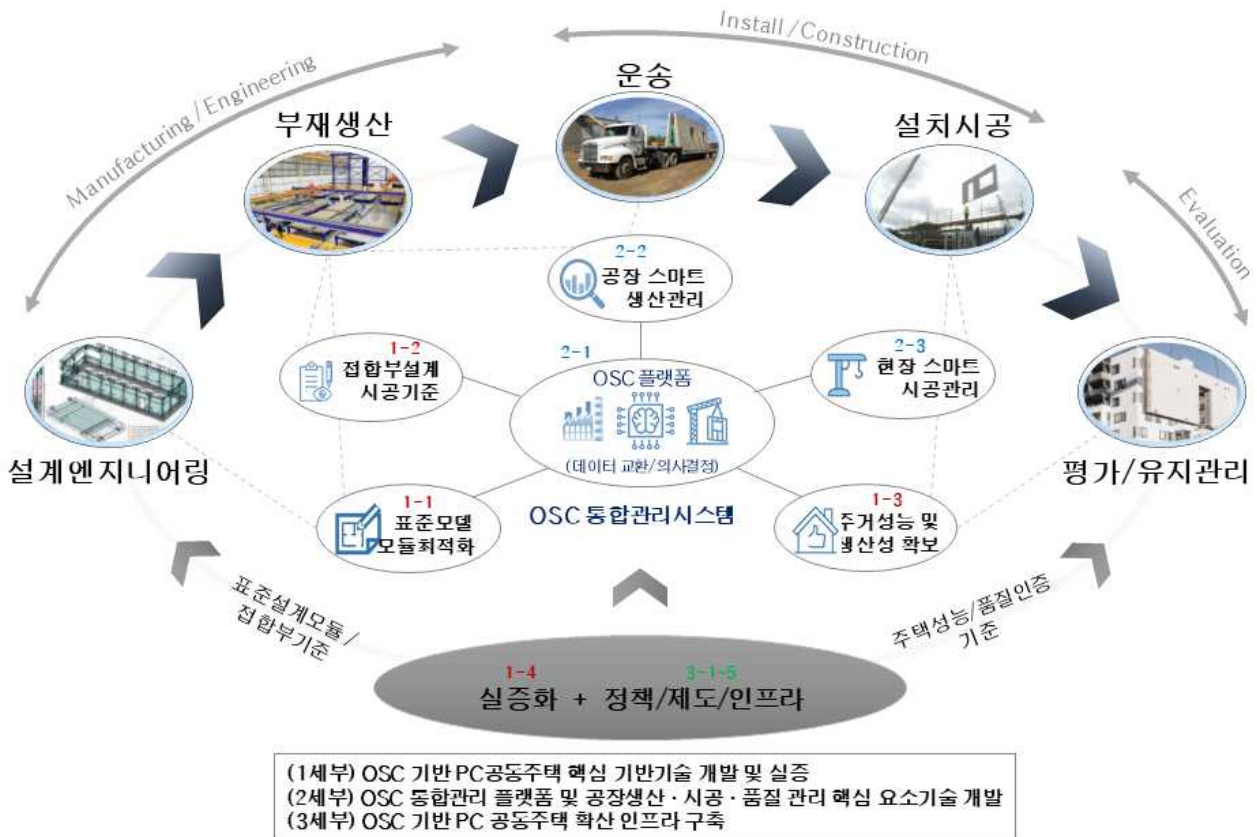 Install/Construction
Manufacturing/Engineering
Evaluation
운송
부재생산
설치시공
2-2
공장 스마트
생산관리
1-2
접합부설계
시공기준
2-1
OSC 플랫폼
(데이터 교환/의사결정)
2-3
현장 스마트
시공관리
설계엔지니어링
평가/유지관리
1-1
표준모델
모듈최적화
OSC 통합관리시스템
1-3
주거성능 및
생산성 확보
표준설계모듈/
접합부기준
주택성능/품질인증
기준
1-4
3-1~5
실증화 + 정책/제도/인프라
(1세부) OSC 기반 PC공동주택 핵심 기반기술 개발 및 실증
(2세부) OSC 통합관리 플랫폼 및 공장생산·시공·품질 관리 핵심 요소기술 개발
(3세부) OSC 기반 PC 공동주택 확산 인프라 구축